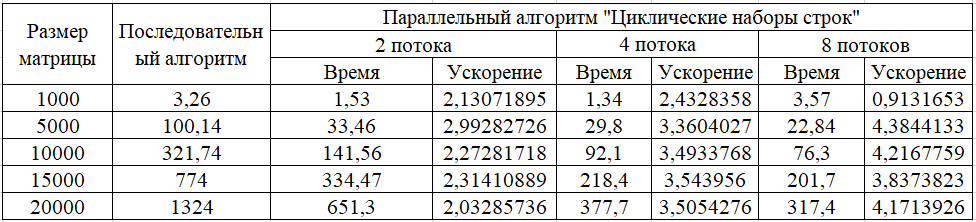 Размер матрицы Последовательн ый алгоритм Параллельный алгоритм "Циклические наборы строк"
2 потока 4 потока 8 потоков
Время Ускорение Время Ускорение Время Ускорение
1000 3,26 1,53 2,13071895 1,34 2,4328358 3,57 0,9131653
5000 100,14 33,46 2,99282726 29,8 3,3604027 22,84 4,3844133
10000 321,74 141,56 2,27281718 92,1 3,4933768 76,3 4,2167759
15000 774 334,47 2,31410889 218,4 3,543956 201,7 3,8373823
20000 1324 651,3 2,03285736 377,7 3,5054276 317,4 4,1713926